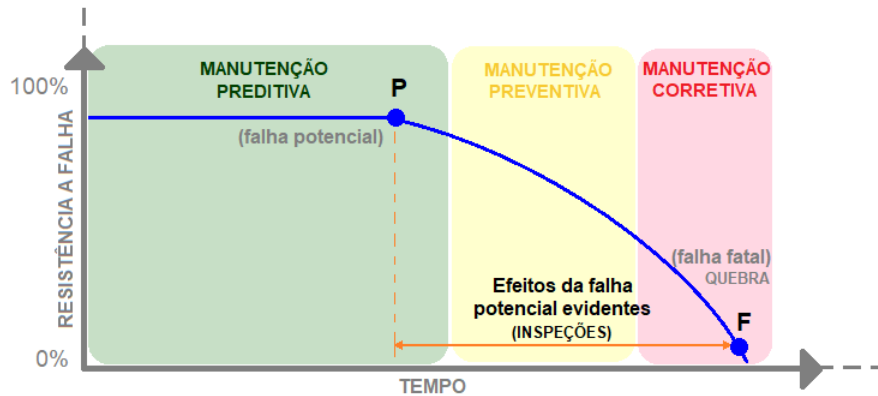 MANUTENÇÃO
PREDITIVA
MANUTENÇÃO
PREVENTIVA
MANUTENÇÃO
CORRETIVA
100%
P
(falha potencial)
RESISTÊNCIA A FALHA
(falha fatal)
QUEBRA
Efeitos da falha
potencial evidentes
(INSPEÇÕES)
F
0%
TEMPO